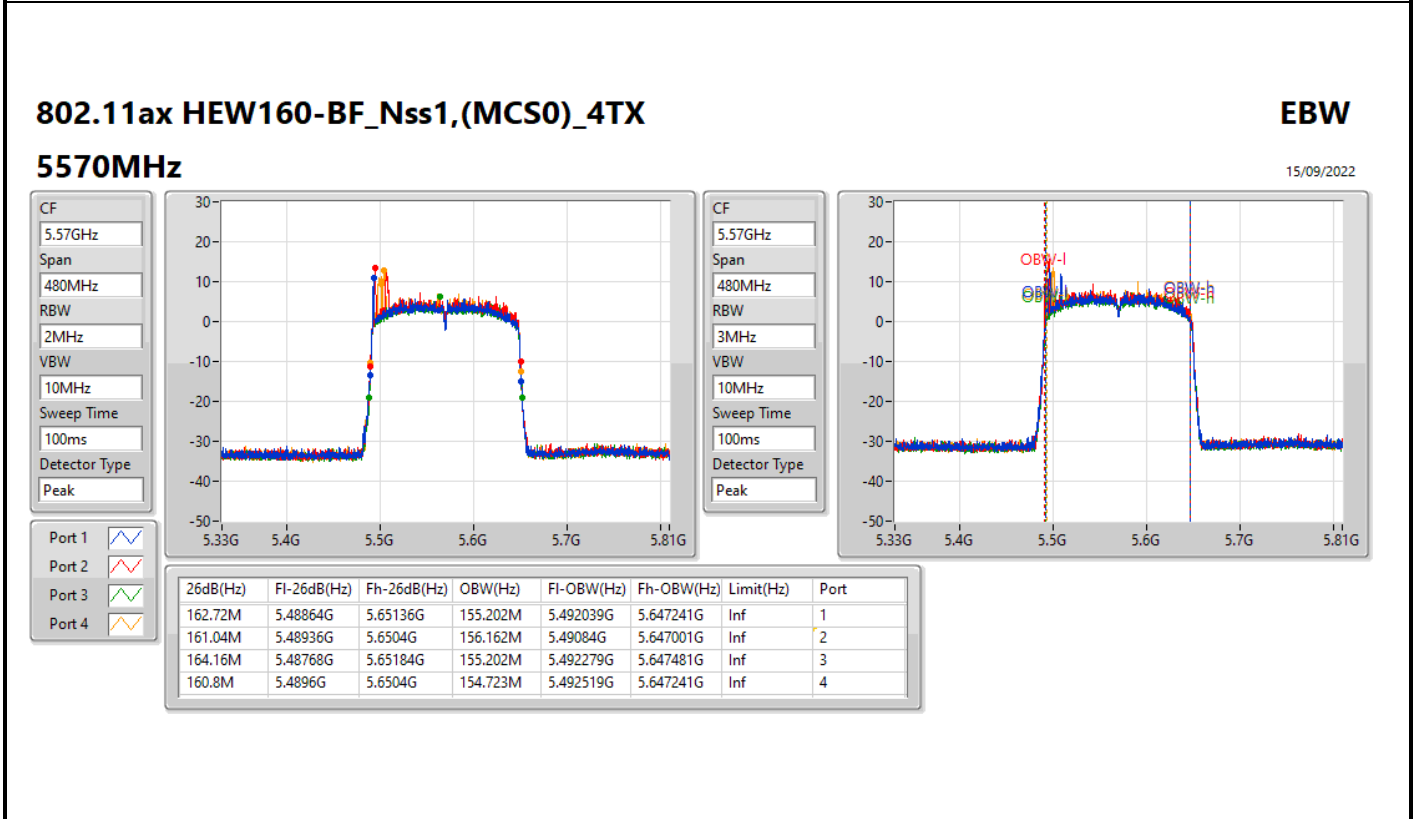 802.11ax HEW160-BF_Nss1,(MCS0)_4TX
EBW
5570MHz
15/09/2022
CF
5.57GHz
Span
480MHz
RBW
2MHz
VBW
10MHz
Sweep Time
100ms
Detector Type
Peak
30
20
10
0
-10
-20
-30
-40
-50
5.33G 5.4G 5.5G 5.6G 5.7G 5.81G
CF
5.57GHz
Span
480MHz
RBW
3MHz
VBW
10MHz
Sweep Time
100ms
Detector Type
Peak
30
20
10
0
-10
-20
-30
-40
-50
OBW-l
OBW-h
5.33G 5.4G 5.5G 5.6G 5.7G 5.81G
Port 1
Port 2
Port 3
Port 4
26dB(Hz) Fl-26dB(Hz) Fh-26dB(Hz) OBW(Hz) Fl-OBW(Hz) Fh-OBW(Hz) Limit(Hz) Port
162.72M 5.48864G 5.65136G 155.202M 5.492039G 5.647241G Inf 1
161.04M 5.48936G 5.6504G 156.162M 5.49084G 5.647001G Inf 2
164.16M 5.48768G 5.65184G 155.202M 5.492279G 5.647481G Inf 3
160.8M 5.4896G 5.6504G 154.723M 5.492519G 5.647241G Inf 4